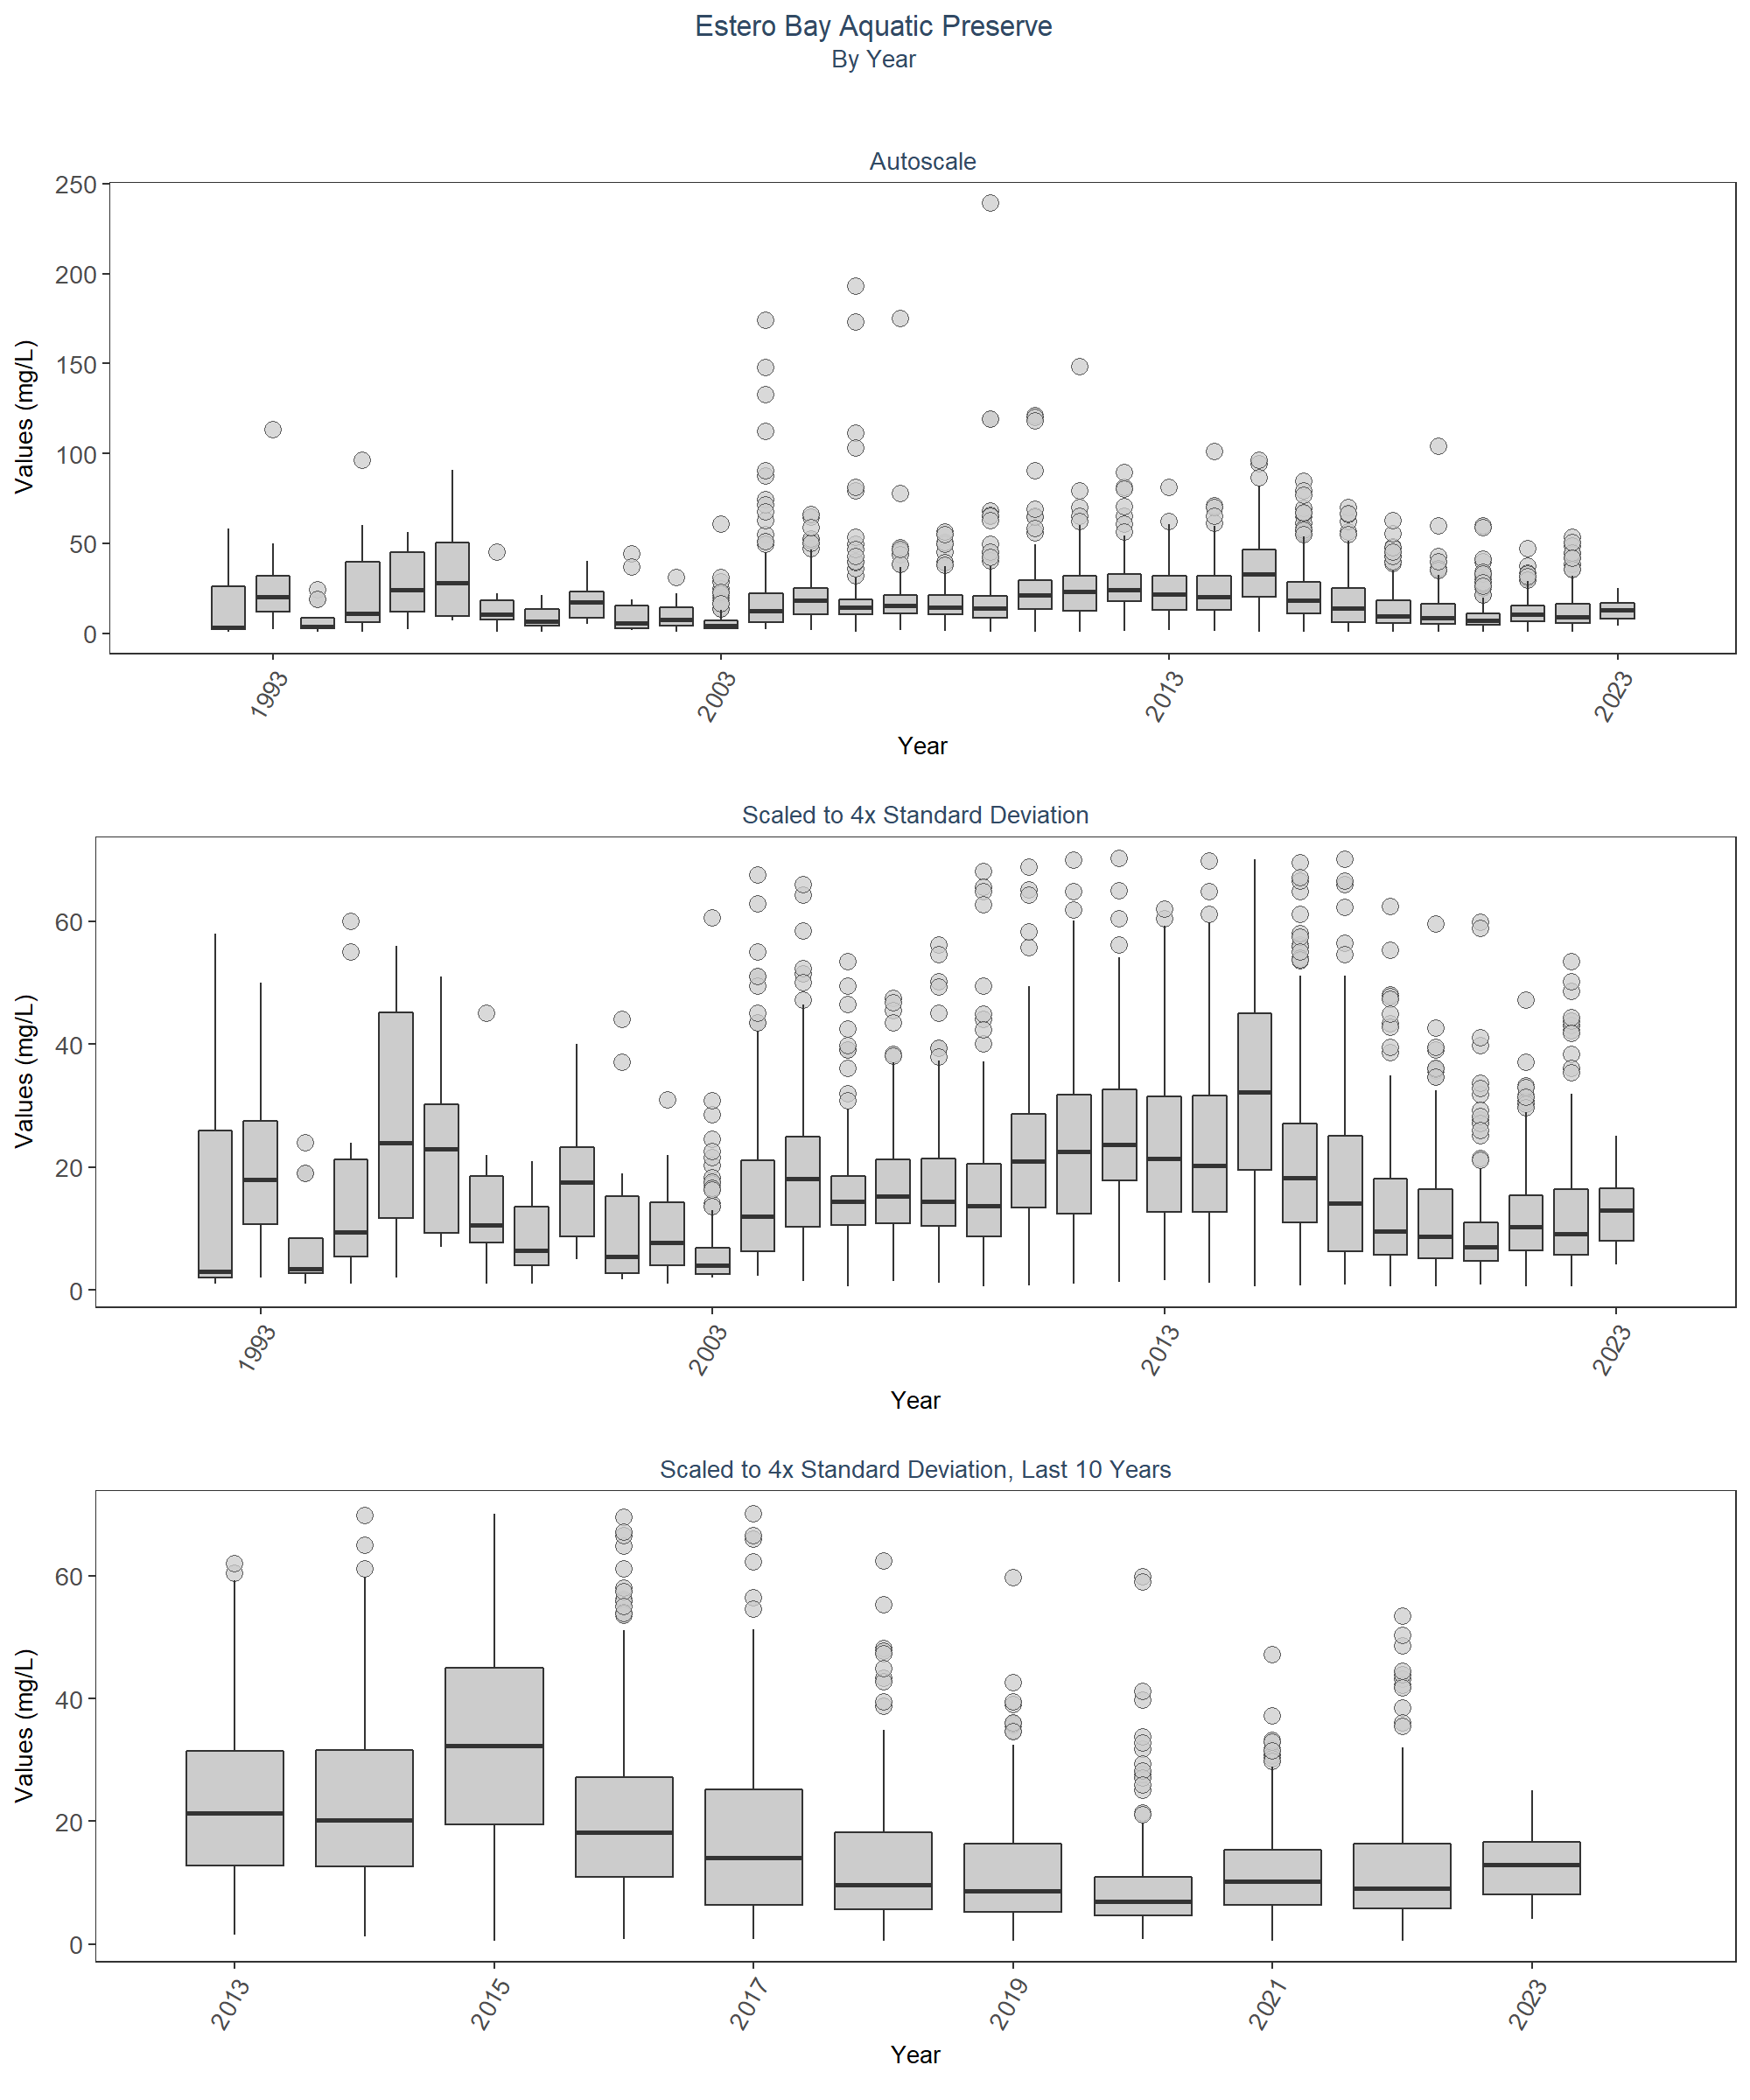 Estero Bay Aquatic Preserve
By Year
Autoscale
Values (mg/L)
250
200
150
100
50
0
1993
2003
2013
2023
Year
Scaled to 4x Standard Deviation
Values (mg/L)
60
40
20
0
1993
2003
2013
2023
Year
Scaled to 4x Standard Deviation, Last 10 Years
Values (mg/L)
60
40
20
0
2013
2015
2017
2019
2021
2023
Year